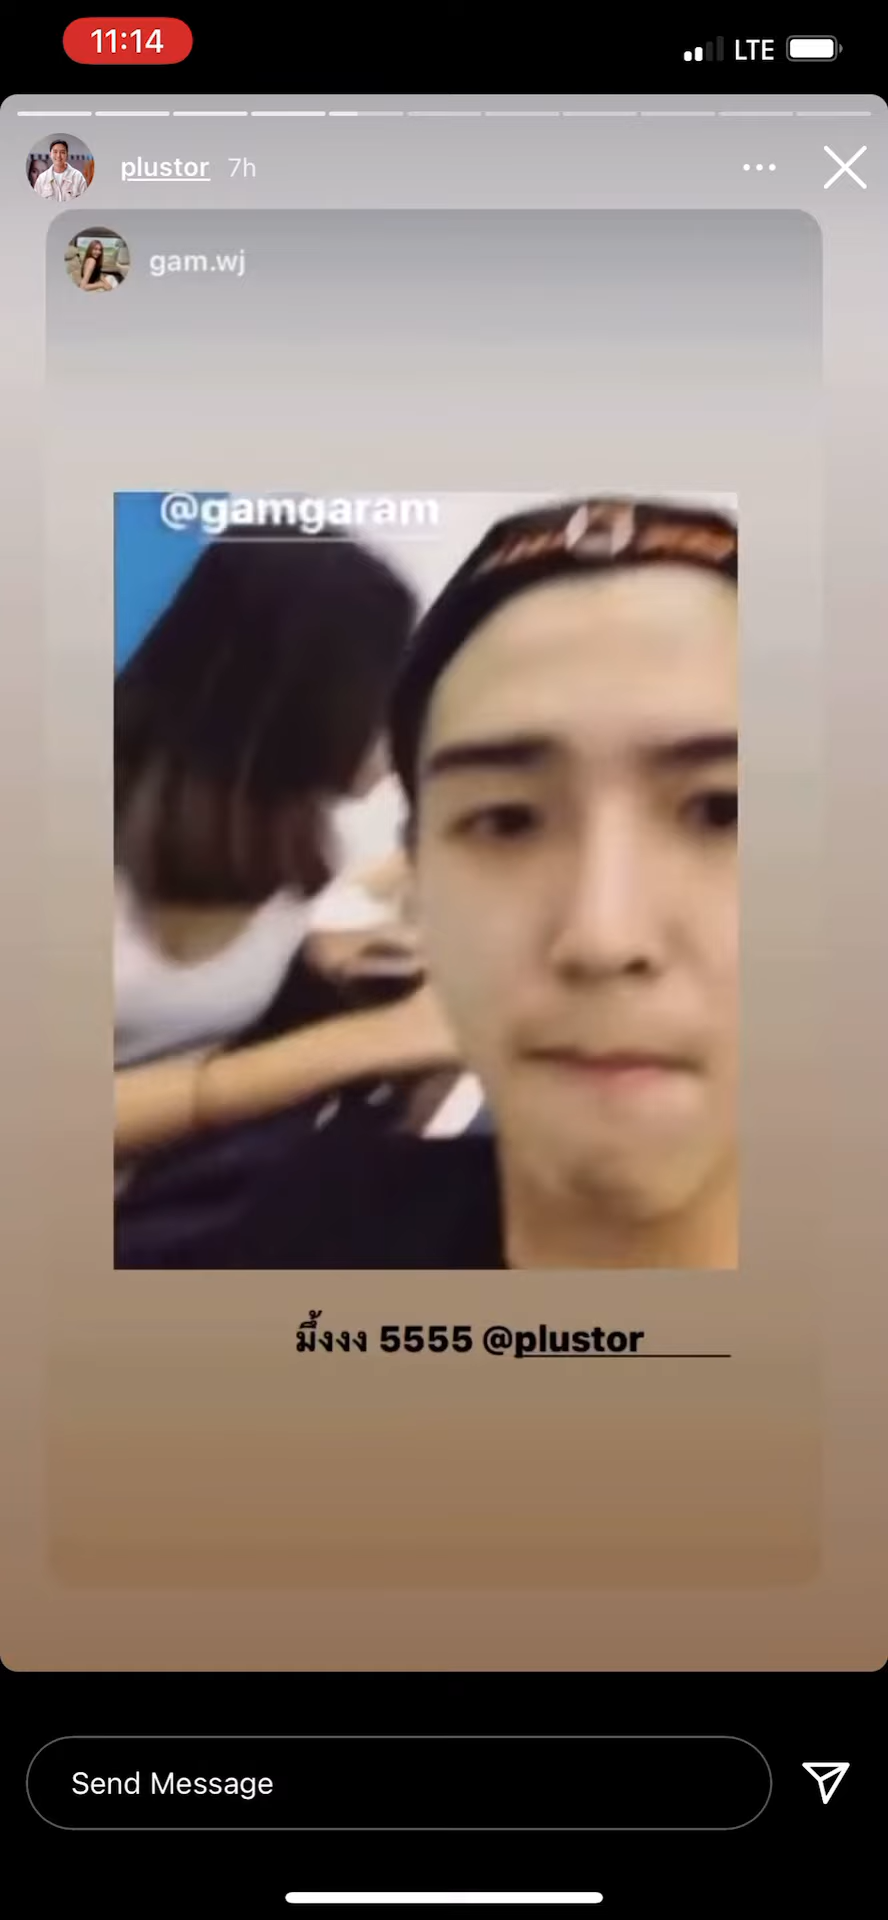 11:14
LTE
plustor 7h
gam.wj
@gamgaram
มึ้งงง 5555 @plustor
Send Message